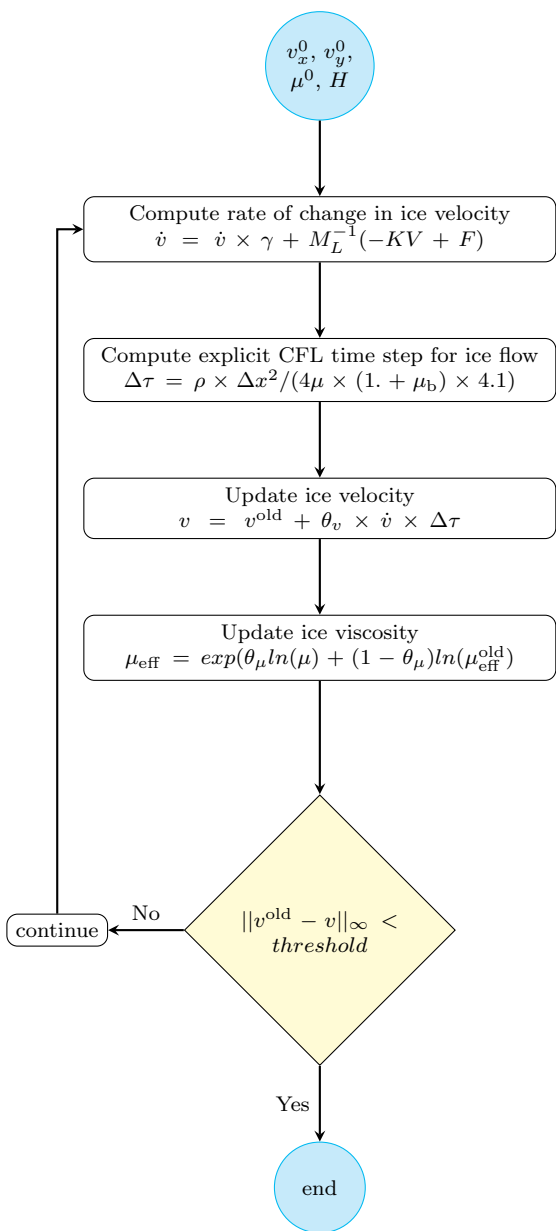 v_x^0, v_y^0,
μ^0, H
Compute rate of change in ice velocity
v̇ = v̇ × γ + M_L^{-1}(−KV + F)
Compute explicit CFL time step for ice flow
Δτ = ρ × Δx^2/(4μ × (1. + μ_b) × 4.1)
Update ice velocity
v = v^old + θ_v × v̇ × Δτ
Update ice viscosity
μ_eff = exp(θ_μ ln(μ) + (1 − θ_μ)ln(μ_eff^old)
||v^old − v||_∞ <
threshold
No
continue
Yes
end